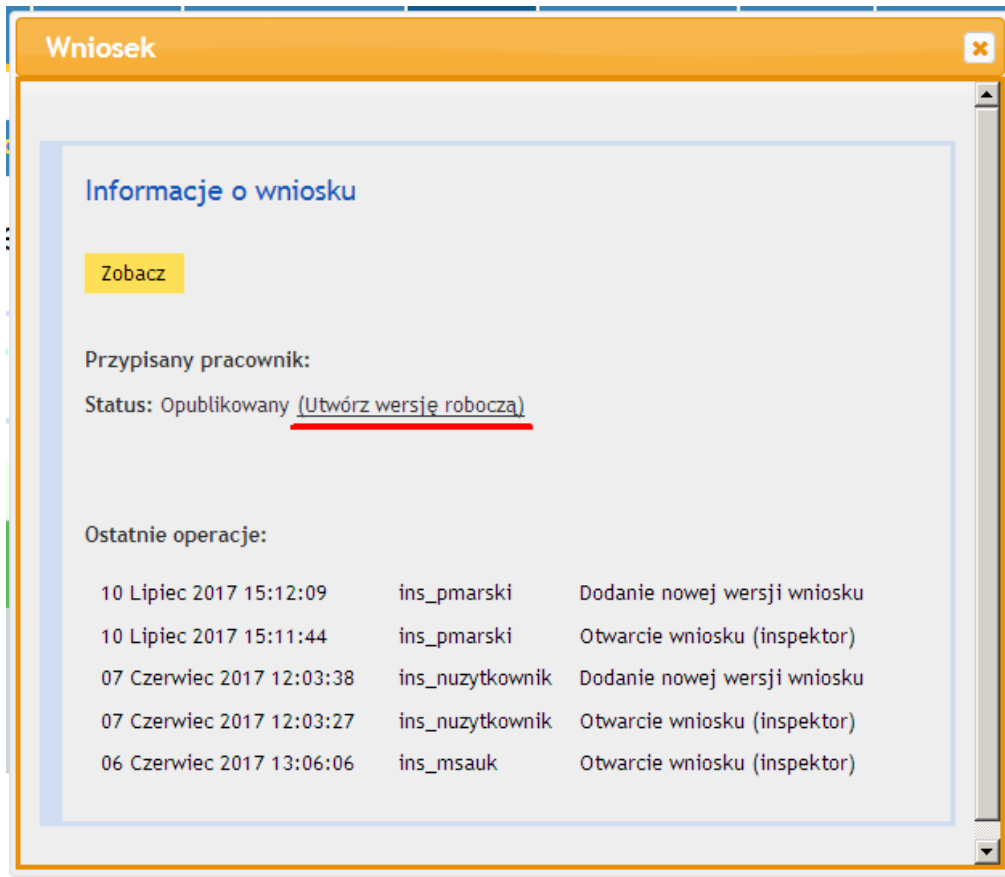 Wniosek
Informacje o wniosku
Zobacz
Przypisany pracownik:
Status: Opublikowany (Utwórz wersję roboczą)
Ostatnie operacje:
10 Lipiec 2017 15:12:09 ins_pmarski Dodanie nowej wersji wniosku
10 Lipiec 2017 15:11:44 ins_pmarski Otwarcie wniosku (inspektor)
07 Czerwiec 2017 12:03:38 ins_nuzytkownik Dodanie nowej wersji wniosku
07 Czerwiec 2017 12:03:27 ins_nuzytkownik Otwarcie wniosku (inspektor)
06 Czerwiec 2017 13:06:06 ins_msauk Otwarcie wniosku (inspektor)